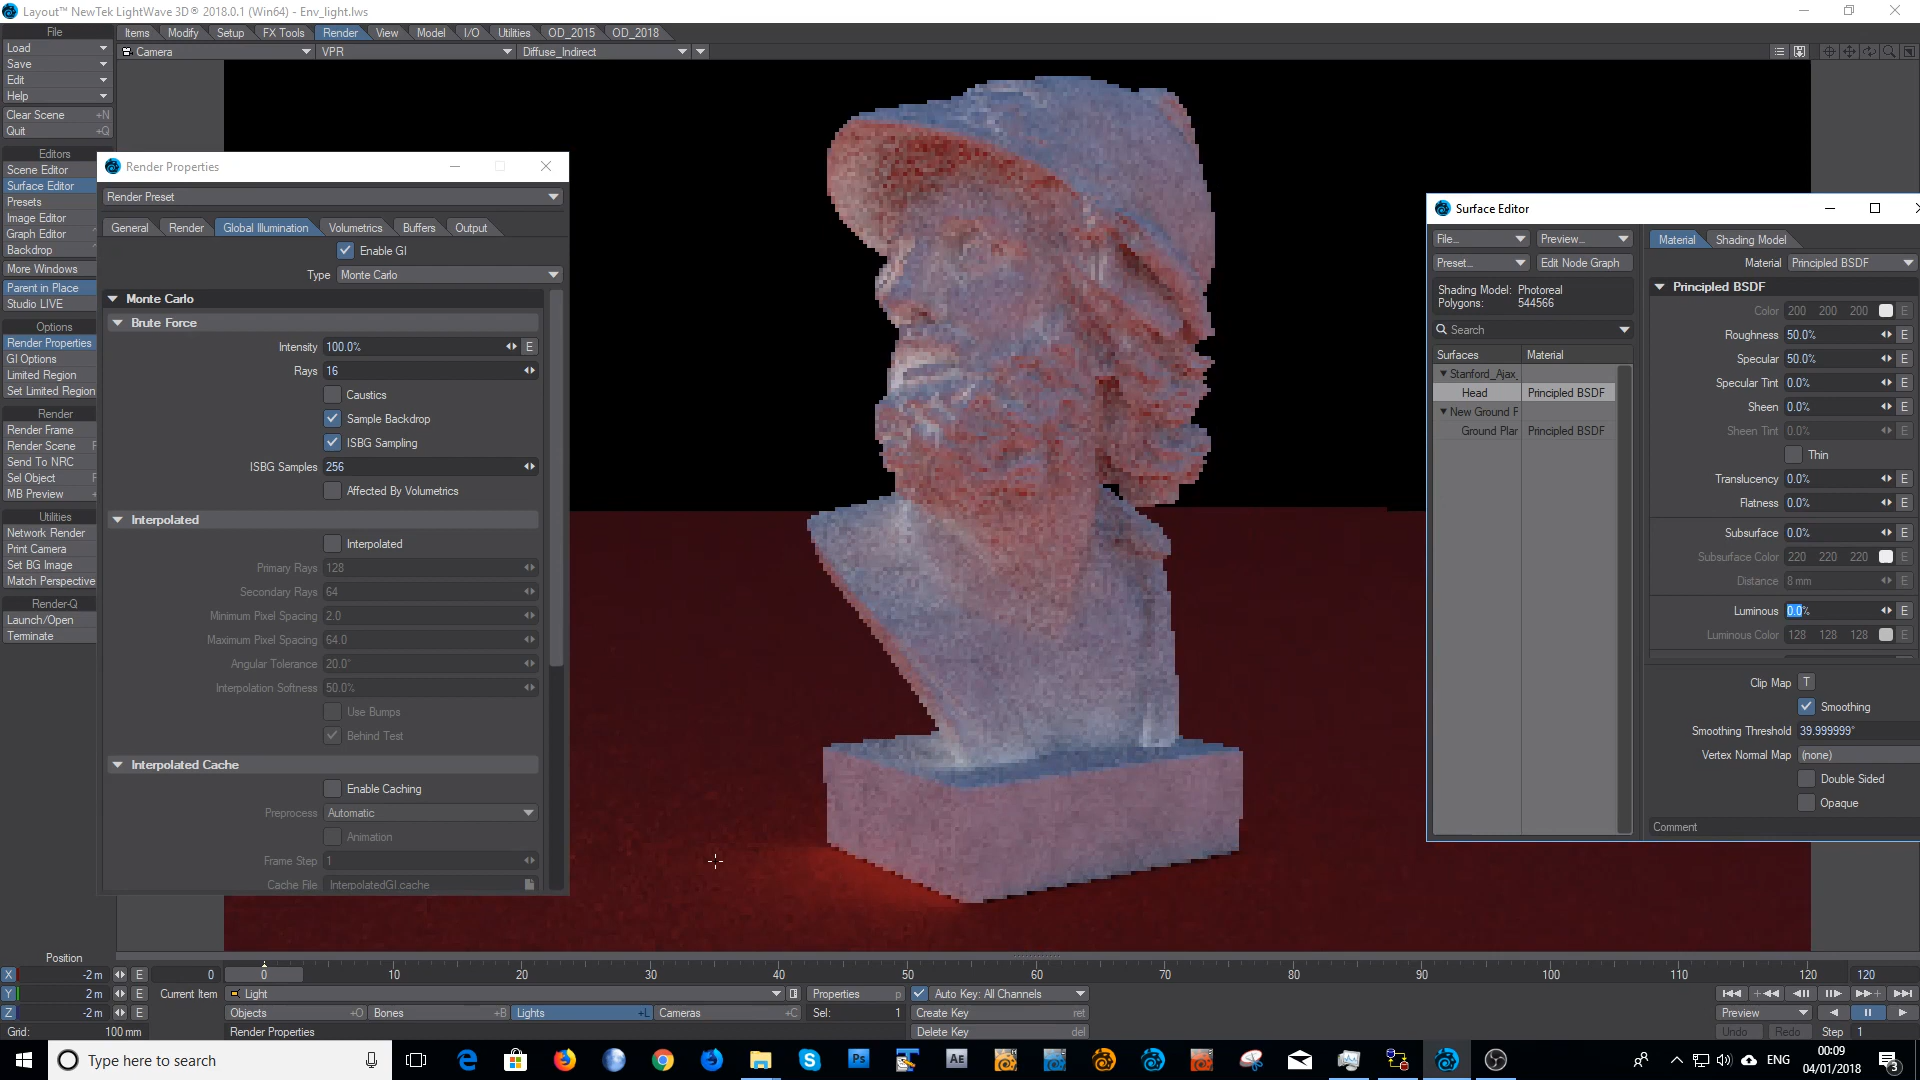 Layout™ NewTek LightWave 3D® 2018.0.1 (Win64) - Env_light.lws
File
Items Modify Setup FX Tools Render View Model I/O Utilities OD_2015 OD_2018
Load
Camera VPR Diffuse_Indirect
Save
Edit
Help
Clear Scene +N
Quit +Q
Editors
Scene Editor
Surface Editor
Presets
Image Editor
Graph Editor
Backdrop
More Windows
Parent in Place
Studio LIVE
Options
Render Properties
GI Options
Limited Region
Set Limited Region
Render
Render Frame
Render Scene F
Send To NRC
Sel Object F
MB Preview +
Utilities
Network Render
Print Camera
Set BG Image
Match Perspective
Render-Q
Launch/Open
Terminate
Render Properties
Render Preset
General Render Global Illumination Volumetrics Buffers Output
Enable GI
Type Monte Carlo
Monte Carlo
Brute Force
Intensity 100.0% E
Rays 16
Caustics
Sample Backdrop
ISBG Sampling
ISBG Samples 256
Affected By Volumetrics
Interpolated
Interpolated
Primary Rays 128
Secondary Rays 64
Minimum Pixel Spacing 2.0
Maximum Pixel Spacing 64.0
Angular Tolerance 20.0°
Interpolation Softness 50.0%
Use Bumps
Behind Test
Interpolated Cache
Enable Caching
Preprocess Automatic
Animation
Frame Step 1
Cache File InterpolatedGI.cache
Surface Editor
File... Preview...
Preset... Edit Node Graph
Shading Model: Photoreal
Polygons: 544566
Search
Surfaces Material
Stanford_Ajax_
Head Principled BSDF
New Ground F
Ground Plar Principled BSDF
Material Shading Model
Material Principled BSDF
Principled BSDF
Color 200 200 200 E
Roughness 50.0% E
Specular 50.0% E
Specular Tint 0.0% E
Sheen 0.0% E
Sheen Tint 0.0% E
Thin
Translucency 0.0% E
Flatness 0.0% E
Subsurface 0.0% E
Subsurface Color 220 220 220 E
Distance 8 mm E
Luminous 0.0% E
Luminous Color 128 128 128 E
Clip Map T
Smoothing
Smoothing Threshold 39.999999°
Vertex Normal Map (none)
Double Sided
Opaque
Comment
Position
X -2 m E 0 0 10 20 30 40 50 60 70 80 90 100 110 120 120
Y 2 m E Current Item Light Properties p Auto Key: All Channels
Z -2 m E Objects +O Bones +B Lights +L Cameras +C Sel: 1 Create Key ret Preview
Grid: 100 mm Render Properties Delete Key del Undo Redo Step 1
Type here to search
Ps AE ENG 00:09
04/01/2018 3